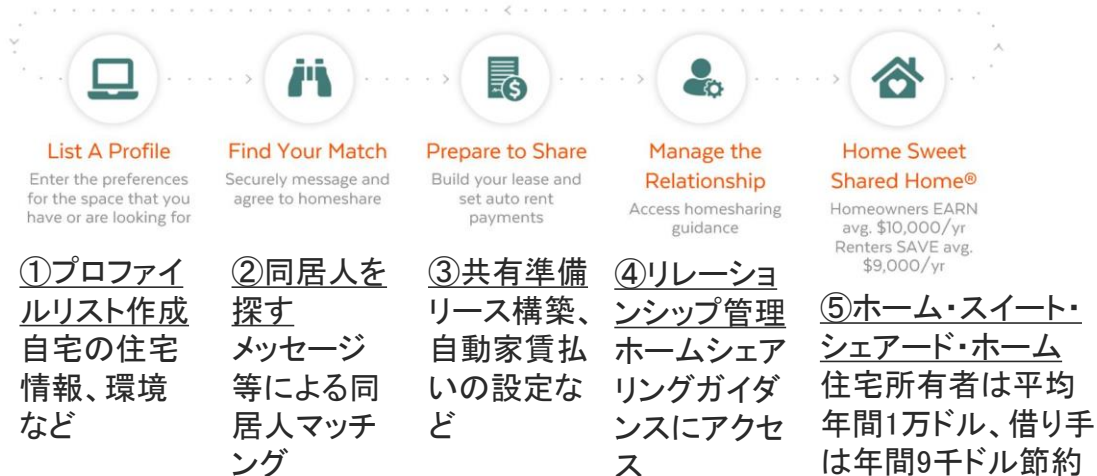 List A Profile
Enter the preferences
for the space that you
have or are looking for
①プロファイ
ルリスト作成
自宅の住宅
情報、環境
など
Find Your Match
Securely message and
agree to homeshare
②同居人を
探す
メッセージ
等による同
居人マッチ
ング
Prepare to Share
Build your lease and
set auto rent
payments
③共有準備
リース構築、
自動家賃払
いの設定な
ど
Manage the
Relationship
Access homesharing
guidance
④リレーショ
ンシップ管理
ホームシェア
リングガイダ
ンスにアクセ
ス
Home Sweet
Shared Home®
Homeowners EARN
avg. $10,000/yr
Renters SAVE avg.
$9,000/yr
⑤ホーム・スイート・
シェアード・ホーム
住宅所有者は平均
年間1万ドル、借り手
は年間9千ドル節約